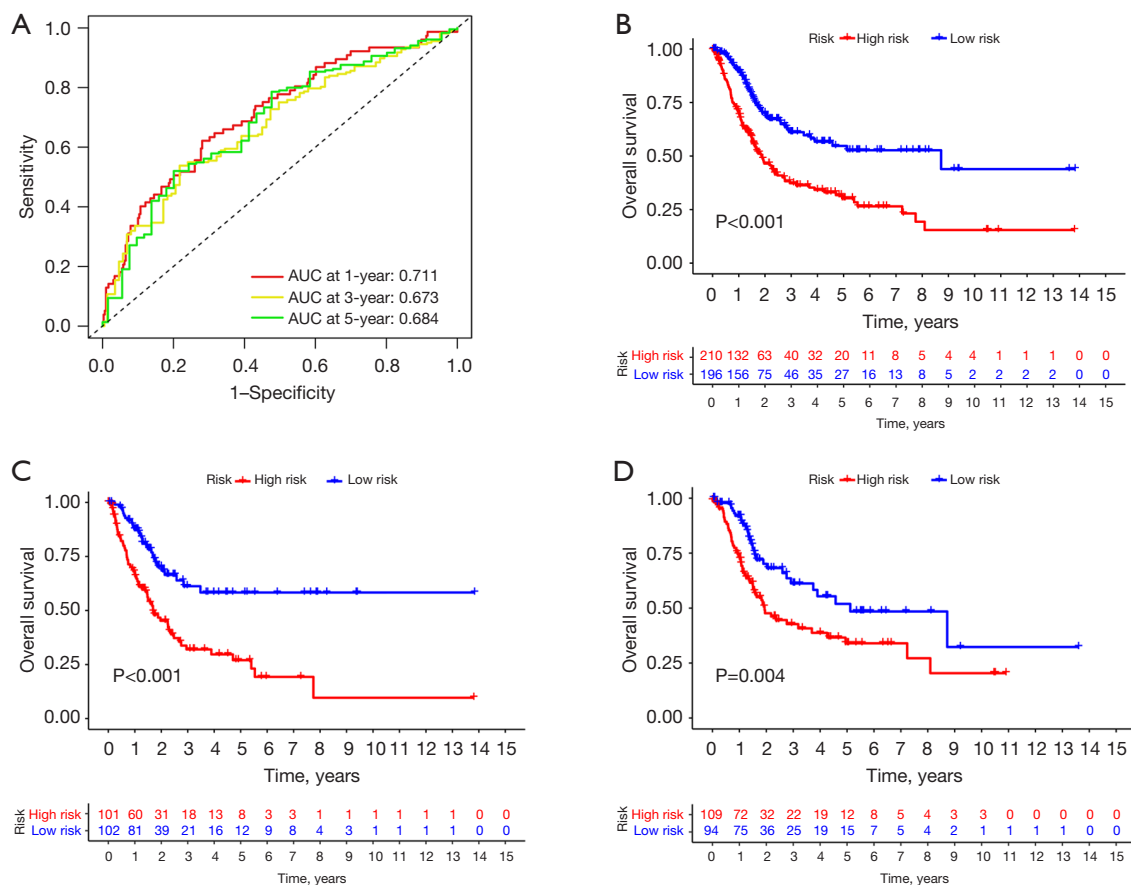 A
1.0
0.8
0.6
0.4
0.2
0.0
Sensitivity
AUC at 1-year: 0.711
AUC at 3-year: 0.673
AUC at 5-year: 0.684
0.0 0.2 0.4 0.6 0.8 1.0
1–Specificity
B
Risk High risk Low risk
1.00
0.75
0.50
0.25
0.00
Overall survival
P<0.001
0 1 2 3 4 5 6 7 8 9 10 11 12 13 14 15
Time, years
Risk
High risk 210 132 63 40 32 20 11 8 5 4 4 1 1 1 0 0
Low risk 196 156 75 46 35 27 16 13 8 5 2 2 2 2 0 0
0 1 2 3 4 5 6 7 8 9 10 11 12 13 14 15
Time, years
C
Risk High risk Low risk
1.00
0.75
0.50
0.25
0.00
Overall survival
P<0.001
0 1 2 3 4 5 6 7 8 9 10 11 12 13 14 15
Time, years
Risk
High risk 101 60 31 18 13 8 3 3 1 1 1 1 1 1 0 0
Low risk 102 81 39 21 16 12 9 8 4 3 1 1 1 1 0 0
0 1 2 3 4 5 6 7 8 9 10 11 12 13 14 15
Time, years
D
Risk High risk Low risk
1.00
0.75
0.50
0.25
0.00
Overall survival
P=0.004
0 1 2 3 4 5 6 7 8 9 10 11 12 13 14 15
Time, years
Risk
High risk 109 72 32 22 19 12 8 5 4 3 3 0 0 0 0 0
Low risk 94 75 36 25 19 15 7 5 4 2 1 1 1 1 0 0
0 1 2 3 4 5 6 7 8 9 10 11 12 13 14 15
Time, years